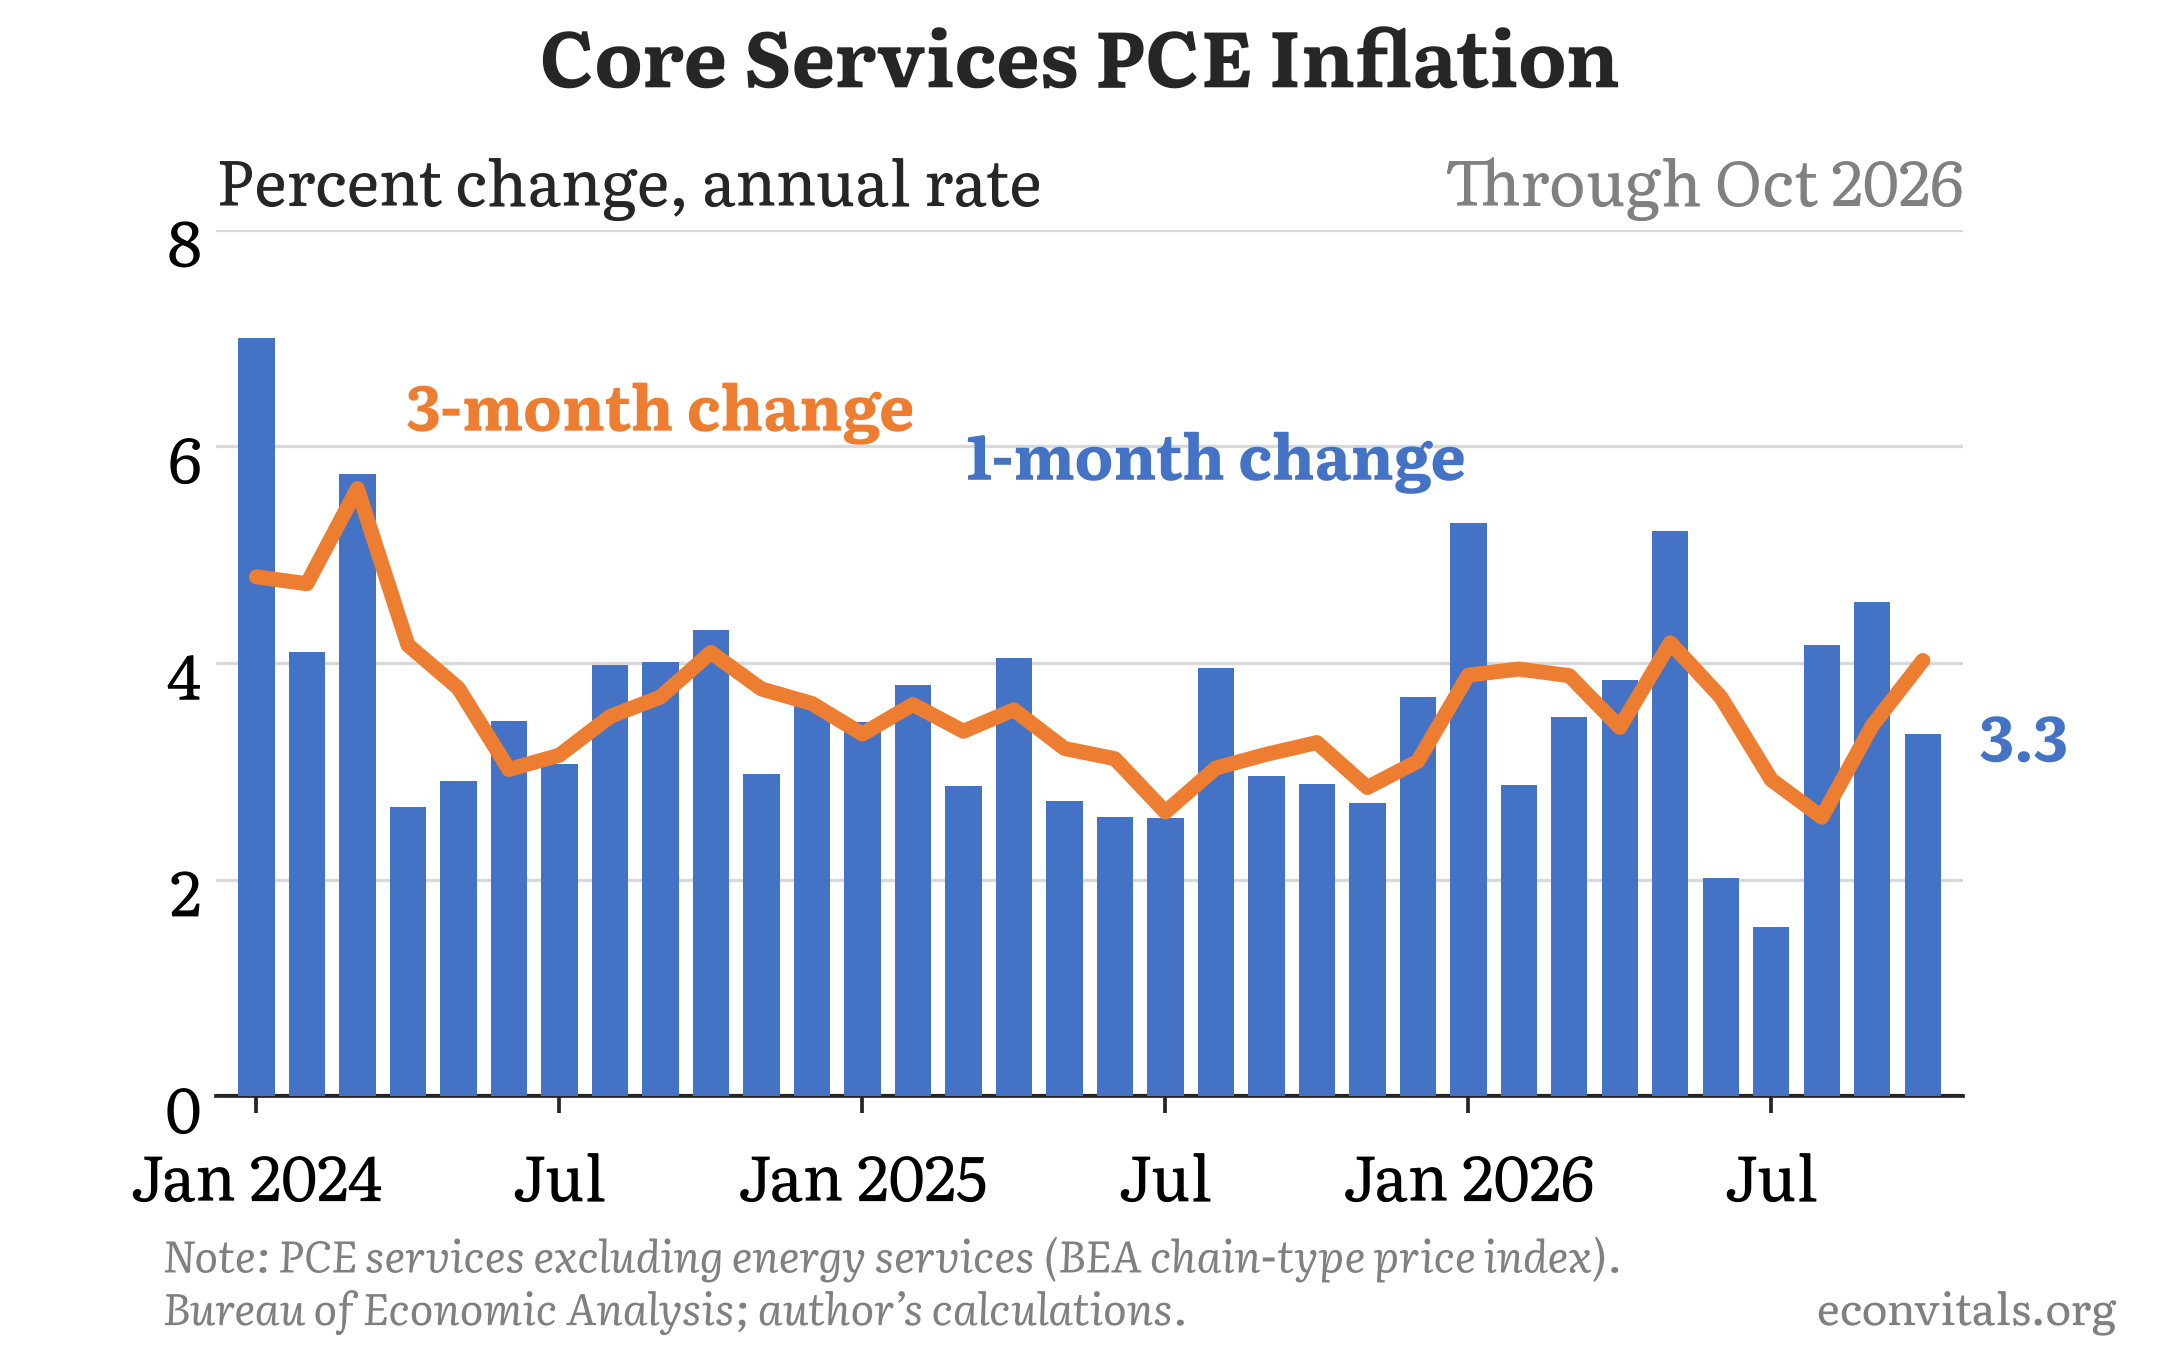 Core Services PCE Inflation
Percent change, annual rate
Through Oct 2026
8
3-month change
6
1-month change
4
3.3
2
0
Jan 2024
Jul
Jan 2025
Jul
Jan 2026
Jul
Note: PCE services excluding energy services (BEA chain-type price index).
Bureau of Economic Analysis; author’s calculations.
econvitals.org